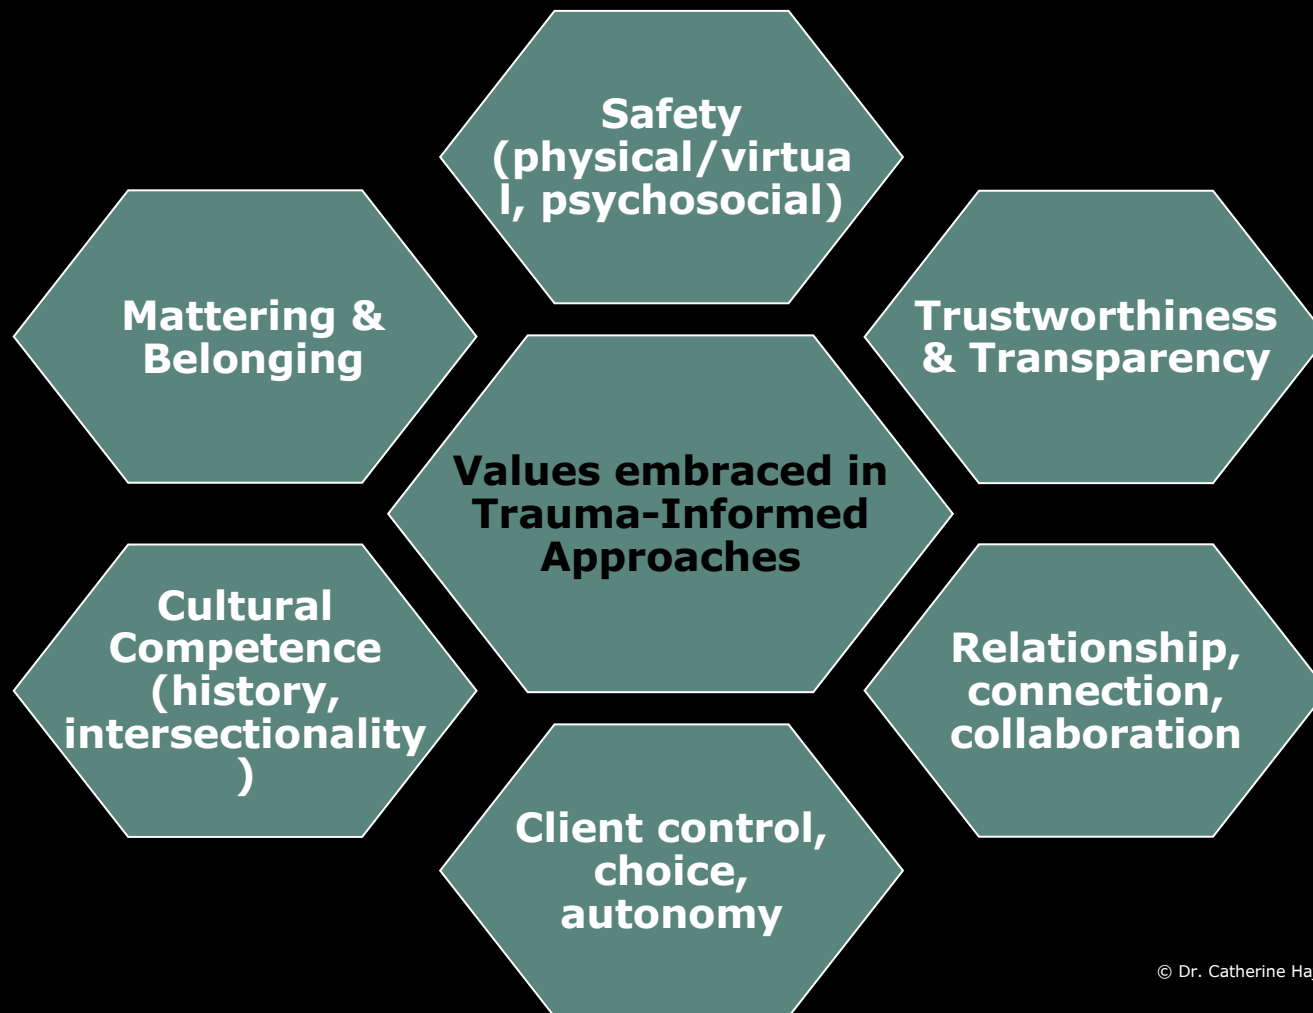 Safety
(physical/virtua
l, psychosocial)
Mattering &
Belonging
Trustworthiness
& Transparency
Values embraced in
Trauma-Informed
Approaches
Cultural
Competence
(history,
intersectionality
)
Relationship,
connection,
collaboration
Client control,
choice,
autonomy
© Dr. Catherine